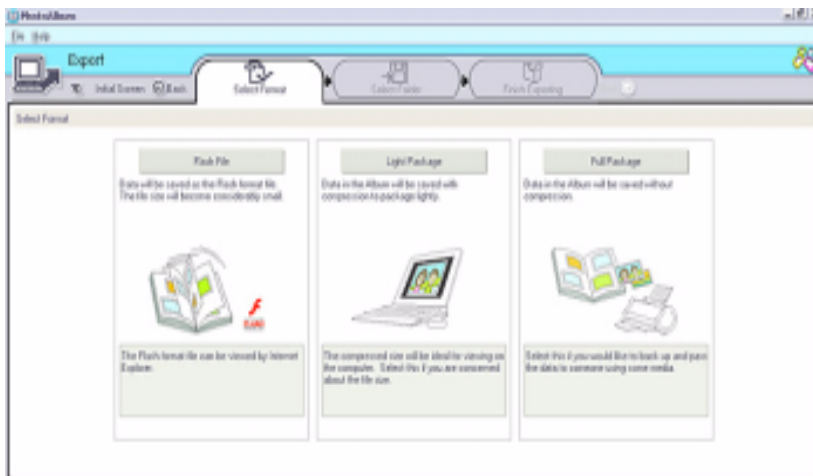 PhotoAlbum
File Help
Export
Initial Screen Back
Select Format
Select Folder
Finish Exporting
Select Format
Flash File
Data will be saved as the Flash format file.
The file size will become considerably small.
The Flash format file can be viewed by Internet
Explorer.
Light Package
Data in the Album will be saved with
compression to package lightly.
The compressed size will be ideal for viewing on
the computer. Select this if you are concerned
about the file size.
Full Package
Data in the Album will be saved without
compression.
Select this if you would like to back up and pass
the data to someone using some media.